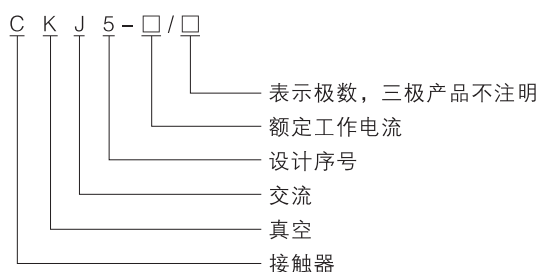 C K J 5 - □ / □
表示极数，三极产品不注明
额定工作电流
设计序号
交流
真空
接触器